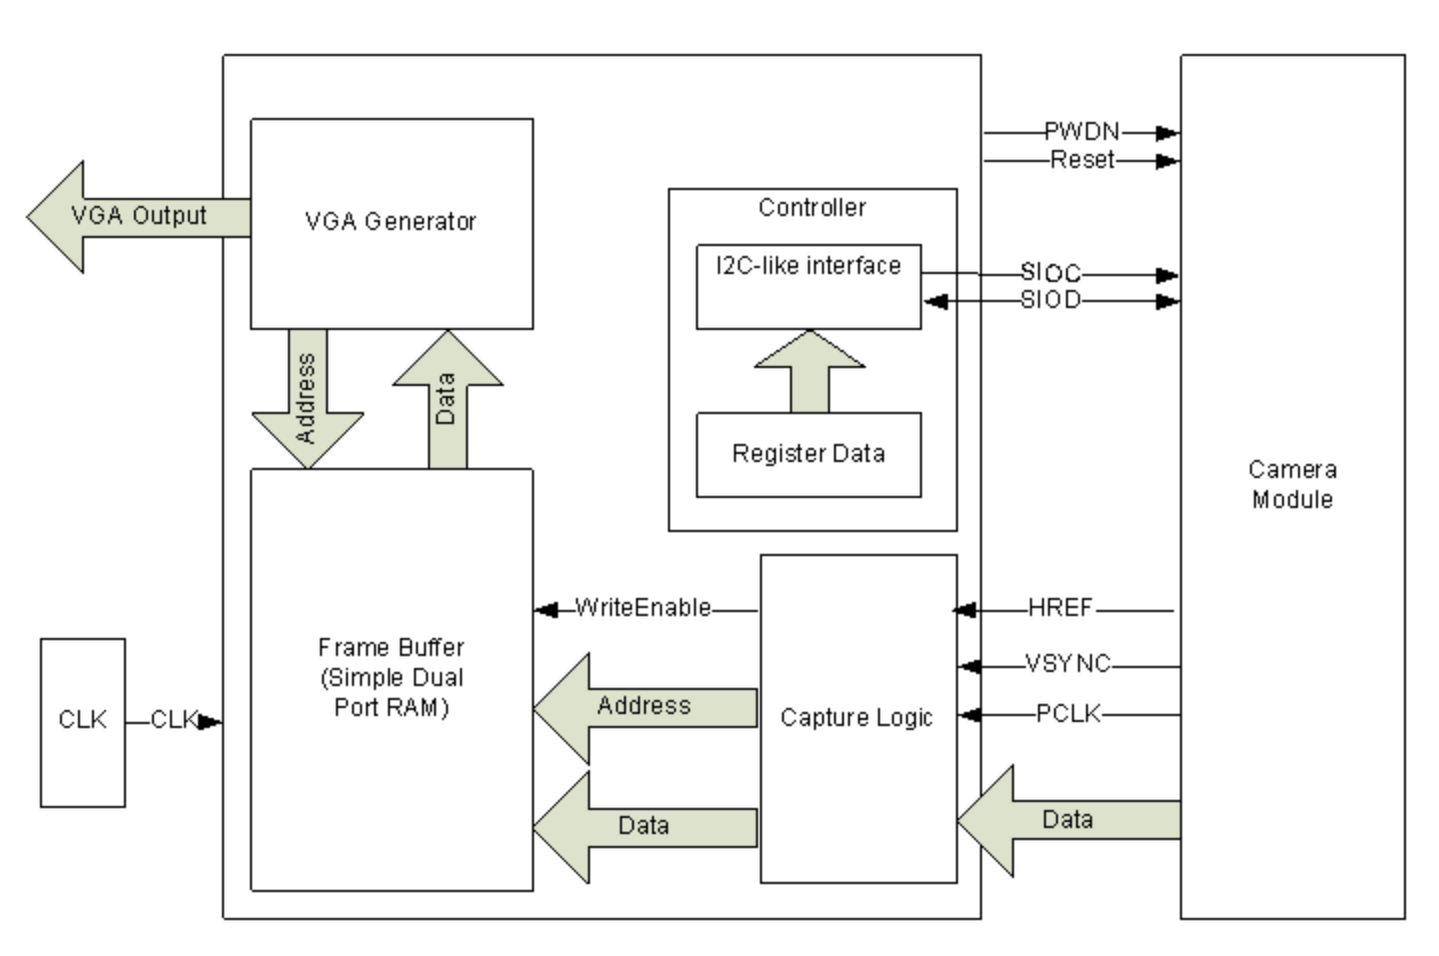 PWDN
Reset
VGA Output
VGA Generator
Controller
I2C-like interface
SIOC
SIOD
Address
Data
Register Data
Camera
Module
WriteEnable
HREF
Frame Buffer
(Simple Dual
Port RAM)
VSYNC
CLK
CLK
Address
Capture Logic
PCLK
Data
Data